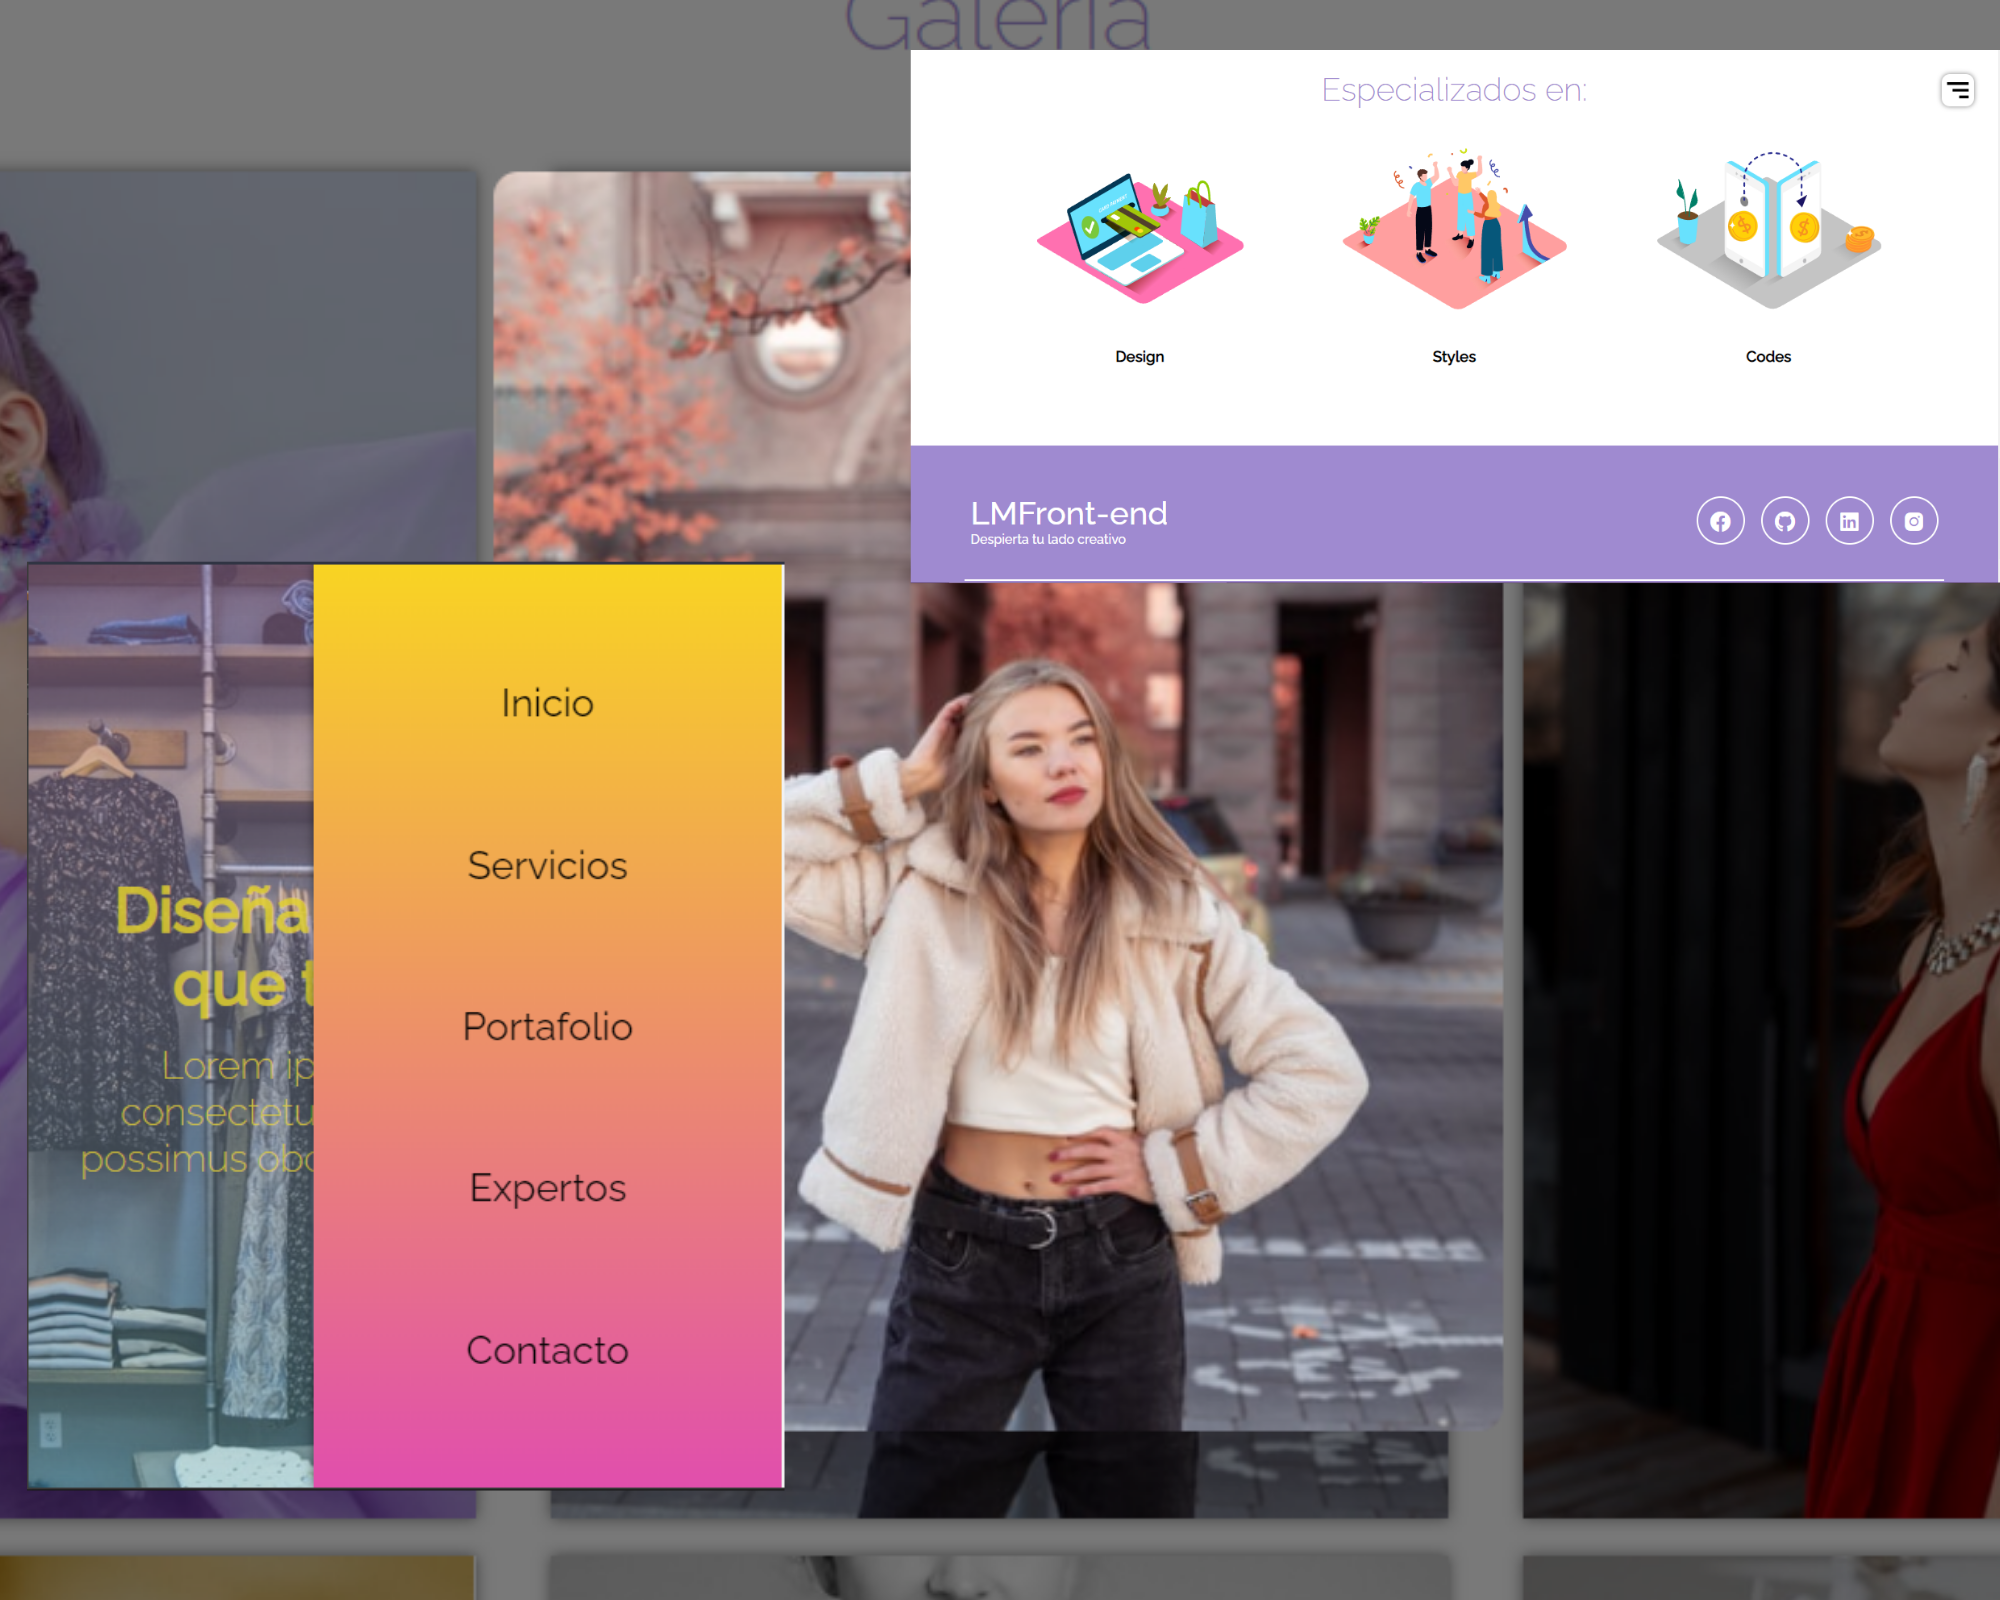 Galería
Especializados en:
Design
Styles
Codes
LMFront-end
Despierta tu lado creativo
Inicio
Servicios
Portafolio
Expertos
Contacto
Diseña
que t
Lorem ip
consectetu
possimus obc